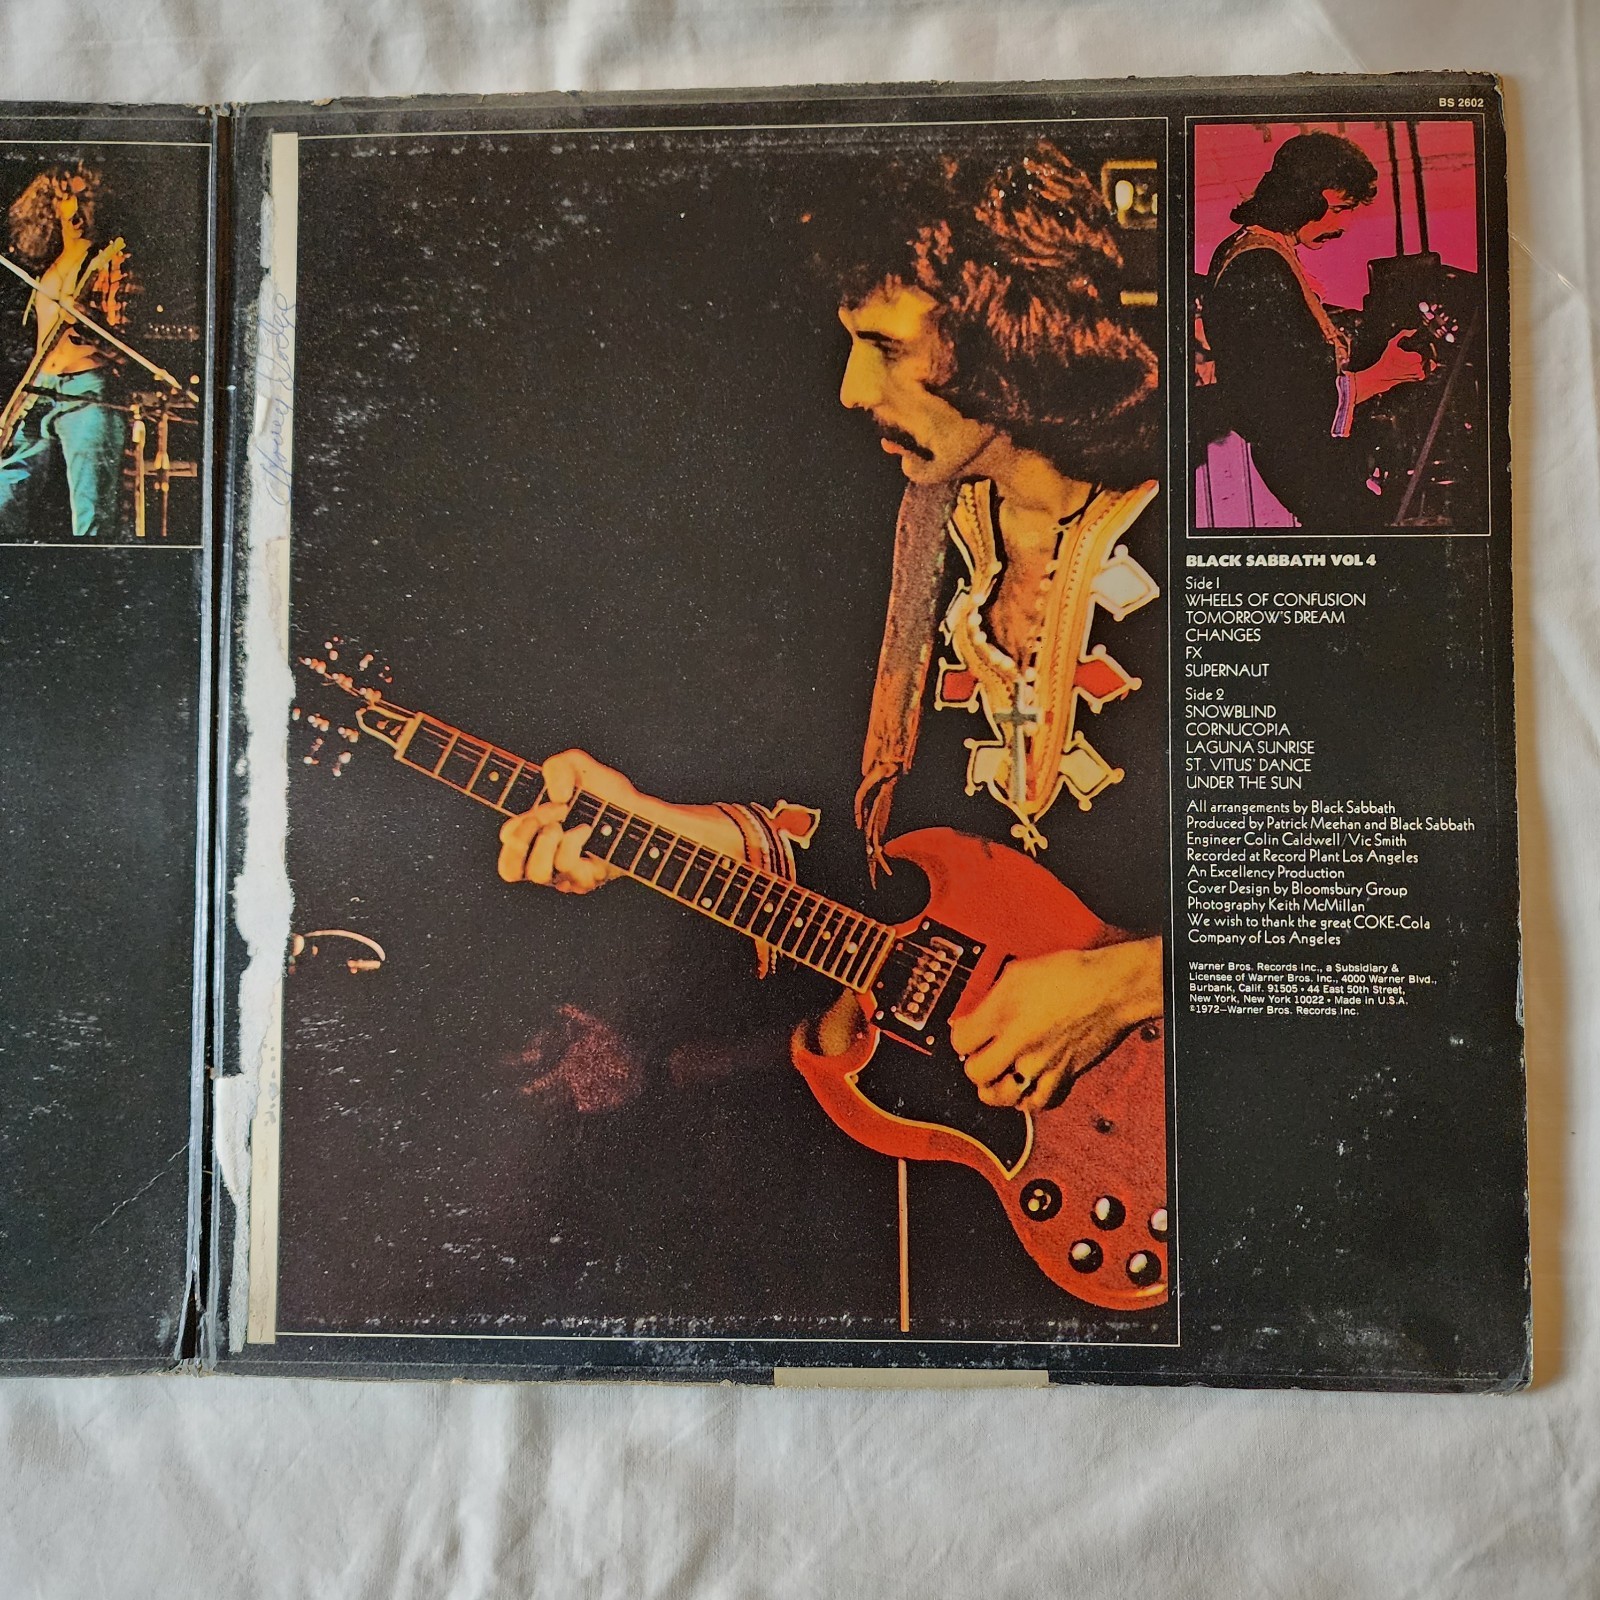 BS 2602
BLACK SABBATH VOL 4
Side 1
WHEELS OF CONFUSION
TOMORROW'S DREAM
CHANGES
FX
SUPERNAUT
Side 2
SNOWBLIND
CORNUCOPIA
LAGUNA SUNRISE
ST. VITUS' DANCE
UNDER THE SUN
All arrangements by Black Sabbath
Produced by Patrick Meehan and Black Sabbath
Engineer Colin Caldwell/Vic Smith
Recorded at Record Plant Los Angeles
An Excellency Production
Cover Design by Bloomsbury Group
Photography Keith McMillan
We wish to thank the great COKE-Cola
Company of Los Angeles
Warner Bros. Records Inc., a Subsidiary &
Licensee of Warner Bros. Inc., 4000 Warner Blvd.,
Burbank, Calif. 91505 • 44 East 50th Street,
New York, New York 10022 • Made in U.S.A.
℗1972—Warner Bros. Records Inc.